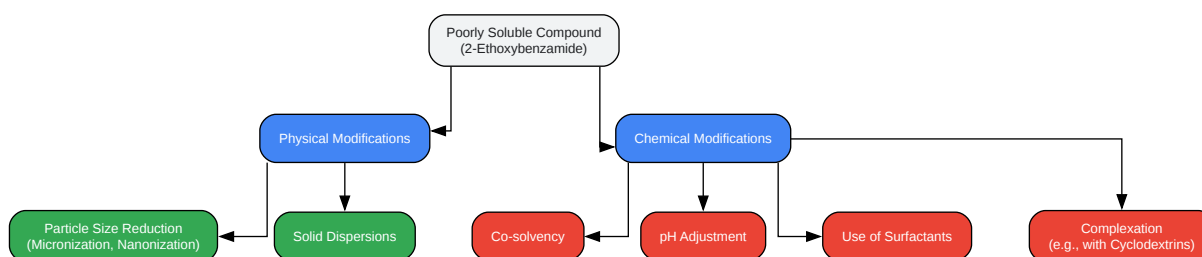 Poorly Soluble Compound
(2-Ethoxybenzamide)
Physical Modifications
Chemical Modifications
Particle Size Reduction
(Micronization, Nanonization)
Solid Dispersions
Co-solvency
pH Adjustment
Use of Surfactants
Complexation
(e.g., with Cyclodextrins)